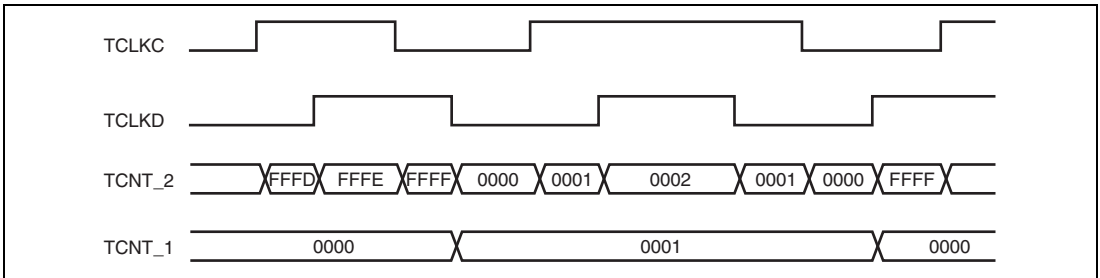 TCLKC
TCLKD
TCNT_2 FFFD FFFE FFFF 0000 0001 0002 0001 0000 FFFF
TCNT_1 0000 0001 0000